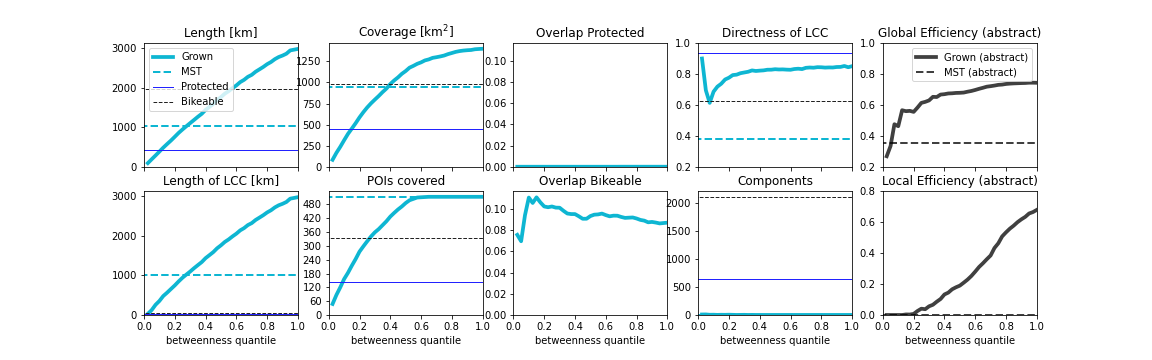 Length [km]
3000
2000
1000
0
Grown
MST
Protected
Bikeable
Coverage [km²]
1250
1000
750
500
250
0
Overlap Protected
0.10
0.08
0.06
0.04
0.02
0.00
Directness of LCC
1.0
0.8
0.6
0.4
0.2
Global Efficiency (abstract)
1.0
0.8
0.6
0.4
0.2
Grown (abstract)
MST (abstract)
Length of LCC [km]
3000
2000
1000
0
0.0 0.2 0.4 0.6 0.8 1.0
betweenness quantile
POIs covered
480
420
360
300
240
180
120
60
0
0.0 0.2 0.4 0.6 0.8 1.0
betweenness quantile
Overlap Bikeable
0.10
0.08
0.06
0.04
0.02
0.00
0.0 0.2 0.4 0.6 0.8 1.0
betweenness quantile
Components
2000
1500
1000
500
0
0.0 0.2 0.4 0.6 0.8 1.0
betweenness quantile
Local Efficiency (abstract)
0.8
0.6
0.4
0.2
0.0
0.0 0.2 0.4 0.6 0.8 1.0
betweenness quantile